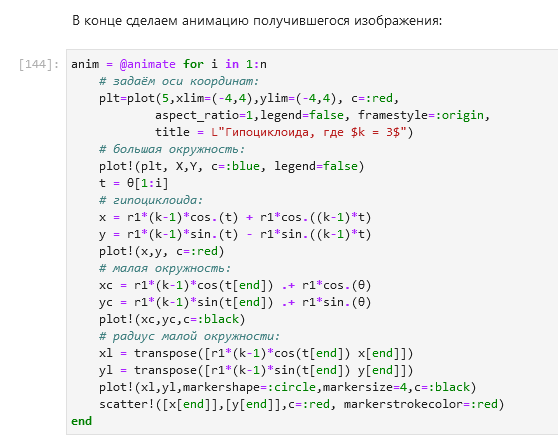 В конце сделаем анимацию получившегося изображения:
[144]: anim = @animate for i in 1:n
# задаём оси координат:
plt=plot(5,xlim=(-4,4),ylim=(-4,4), c=:red,
aspect_ratio=1,legend=false, framestyle=:origin,
title = L"Гипоциклоида, где $k = 3$")
# большая окружность:
plot!(plt, X,Y, c=:blue, legend=false)
t = θ[1:i]
# гипоциклоида:
x = r1*(k-1)*cos.(t) + r1*cos.((k-1)*t)
y = r1*(k-1)*sin.(t) - r1*sin.((k-1)*t)
plot!(x,y, c=:red)
# малая окружность:
xc = r1*(k-1)*cos(t[end]) .+ r1*cos.(θ)
yc = r1*(k-1)*sin(t[end]) .+ r1*sin.(θ)
plot!(xc,yc,c=:black)
# радиус малой окружности:
xl = transpose([r1*(k-1)*cos(t[end]) x[end]])
yl = transpose([r1*(k-1)*sin(t[end]) y[end]])
plot!(xl,yl,markershape=:circle,markersize=4,c=:black)
scatter!([x[end]],[y[end]],c=:red, markerstrokecolor=:red)
end